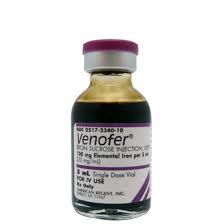 NDC 0517-2340-10
Venofer®
IRON SUCROSE INJECTION, USP
100 mg Elemental Iron per 5 mL
(20 mg/mL)
5 mL Single Dose Vial
FOR IV USE
Rx Only
AMERICAN REGENT, INC.